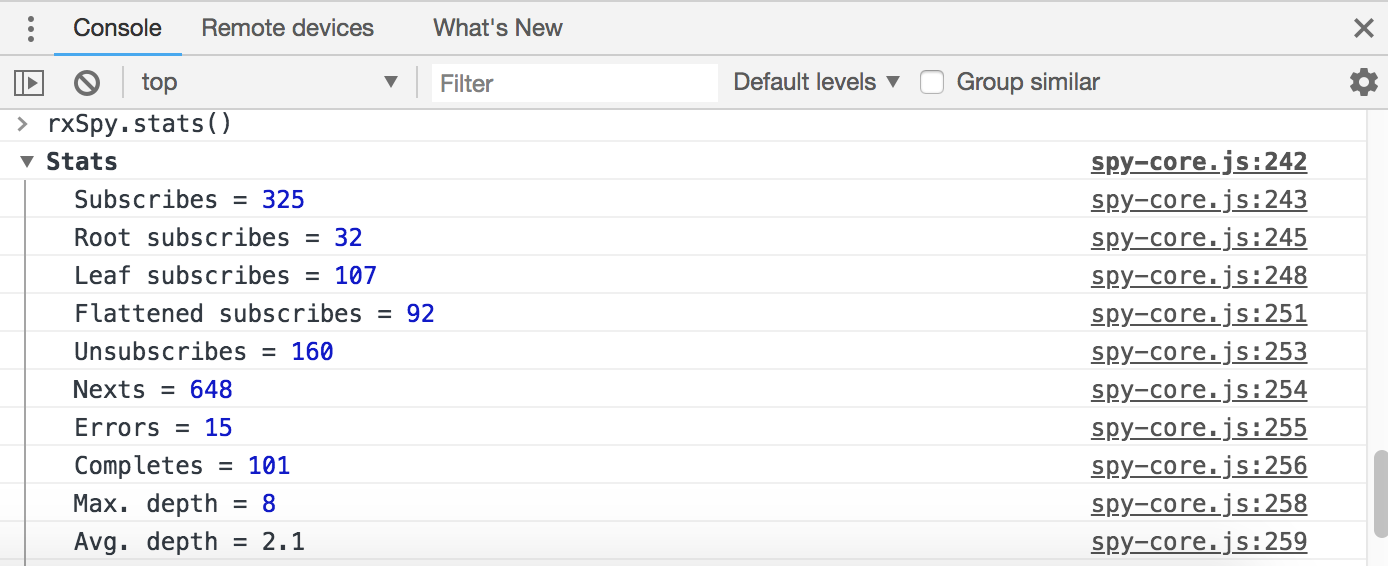 Console Remote devices What's New
top Filter Default levels Group similar
rxSpy.stats()
Stats spy-core.js:242
Subscribes = 325 spy-core.js:243
Root subscribes = 32 spy-core.js:245
Leaf subscribes = 107 spy-core.js:248
Flattened subscribes = 92 spy-core.js:251
Unsubscribes = 160 spy-core.js:253
Nexts = 648 spy-core.js:254
Errors = 15 spy-core.js:255
Completes = 101 spy-core.js:256
Max. depth = 8 spy-core.js:258
Avg. depth = 2.1 spy-core.js:259